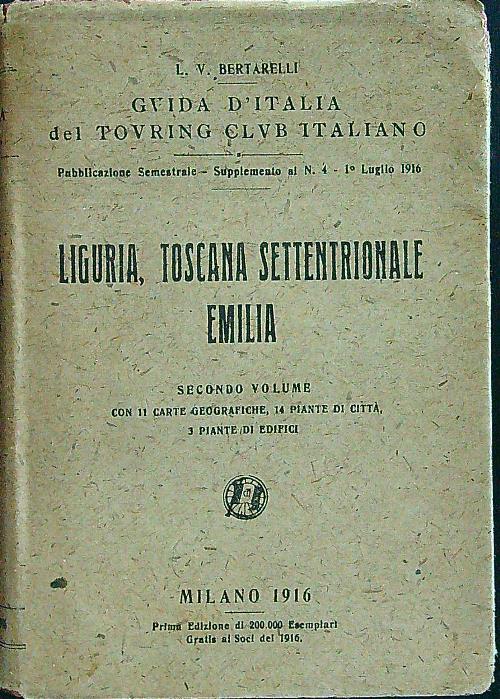 L. V. BERTARELLI
GVIDA D'ITALIA
del TOVRING CLVB ITALIANO
Pubblicazione Semestrale - Supplemento al N. 4 - 1º Luglio 1916
LIGURIA, TOSCANA SETTENTRIONALE
EMILIA
SECONDO VOLUME
CON 11 CARTE GEOGRAFICHE, 14 PIANTE DI CITTÀ,
3 PIANTE DI EDIFICI
MILANO 1916
Prima Edizione di 200.000 Esemplari
Gratis ai Soci del 1916.